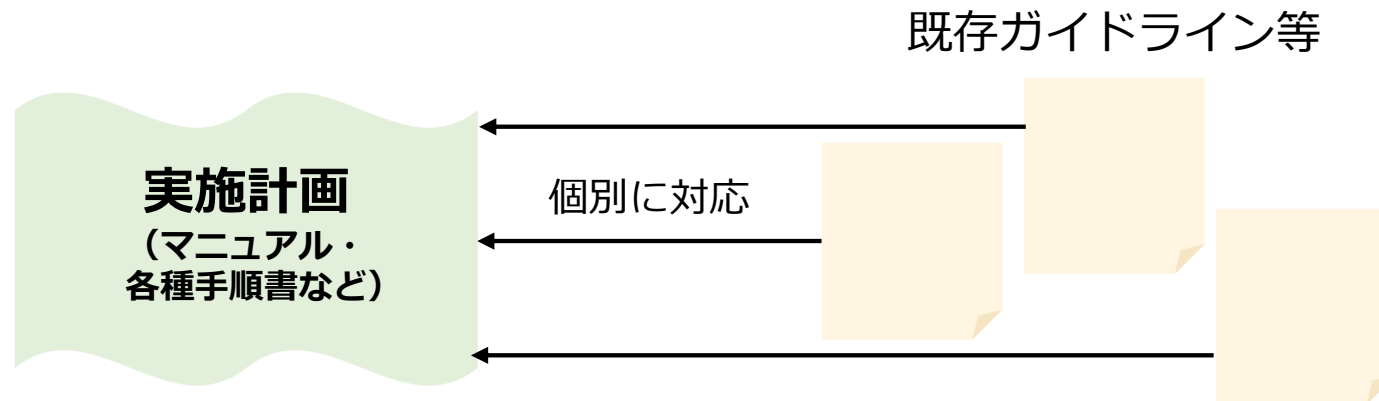 既存ガイドライン等
実施計画
（マニュアル・
各種手順書など）
個別に対応